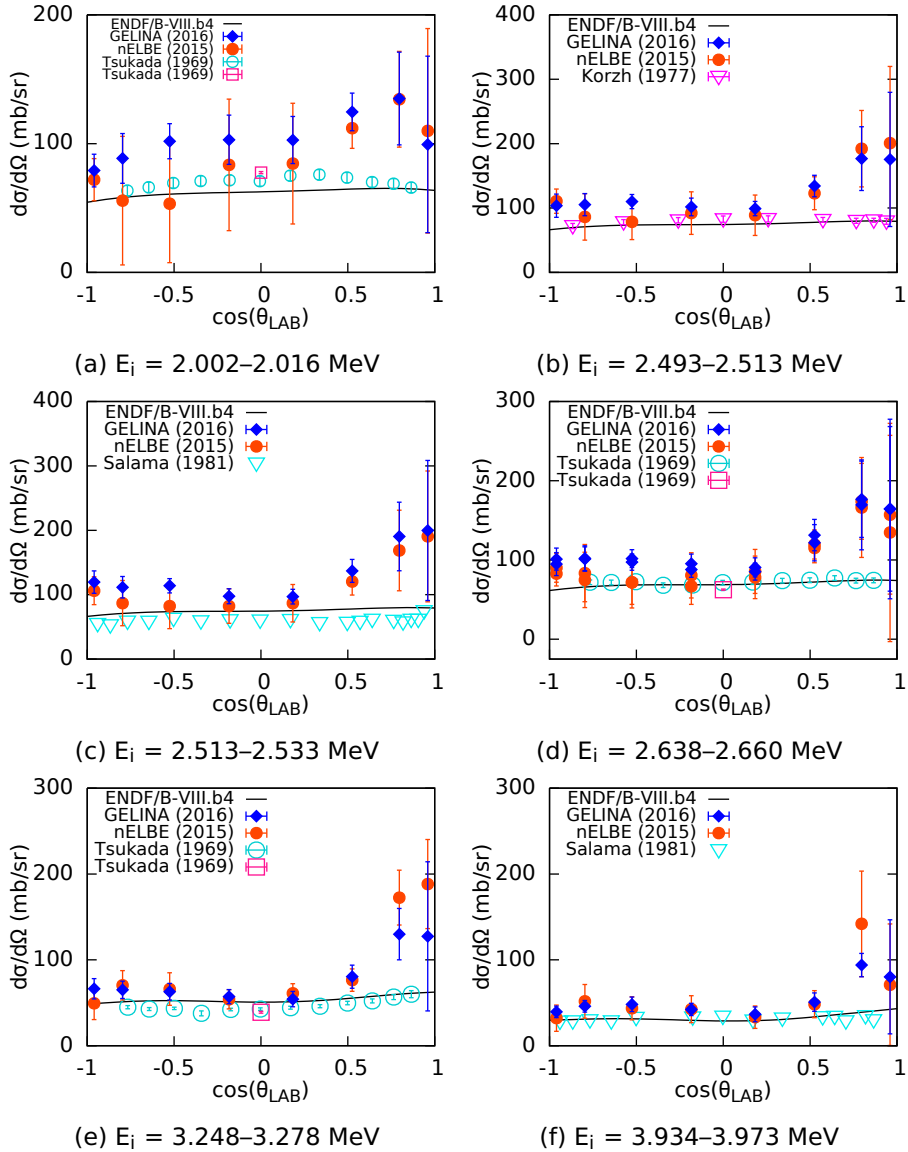 ENDF/B-VIII.b4
GELINA (2016)
nELBE (2015)
Tsukada (1969)
Tsukada (1969)
dσ/dΩ (mb/sr)
200
100
0
-1
-0.5
0
0.5
1
cos(θLAB)
(a) Ei = 2.002–2.016 MeV
ENDF/B-VIII.b4
GELINA (2016)
nELBE (2015)
Korzh (1977)
dσ/dΩ (mb/sr)
400
300
200
100
0
-1
-0.5
0
0.5
1
cos(θLAB)
(b) Ei = 2.493–2.513 MeV
ENDF/B-VIII.b4
GELINA (2016)
nELBE (2015)
Salama (1981)
dσ/dΩ (mb/sr)
400
300
200
100
0
-1
-0.5
0
0.5
1
cos(θLAB)
(c) Ei = 2.513–2.533 MeV
ENDF/B-VIII.b4
GELINA (2016)
nELBE (2015)
Tsukada (1969)
Tsukada (1969)
dσ/dΩ (mb/sr)
300
200
100
0
-1
-0.5
0
0.5
1
cos(θLAB)
(d) Ei = 2.638–2.660 MeV
ENDF/B-VIII.b4
GELINA (2016)
nELBE (2015)
Tsukada (1969)
Tsukada (1969)
dσ/dΩ (mb/sr)
300
200
100
0
-1
-0.5
0
0.5
1
cos(θLAB)
(e) Ei = 3.248–3.278 MeV
ENDF/B-VIII.b4
GELINA (2016)
nELBE (2015)
Salama (1981)
dσ/dΩ (mb/sr)
300
200
100
0
-1
-0.5
0
0.5
1
cos(θLAB)
(f) Ei = 3.934–3.973 MeV